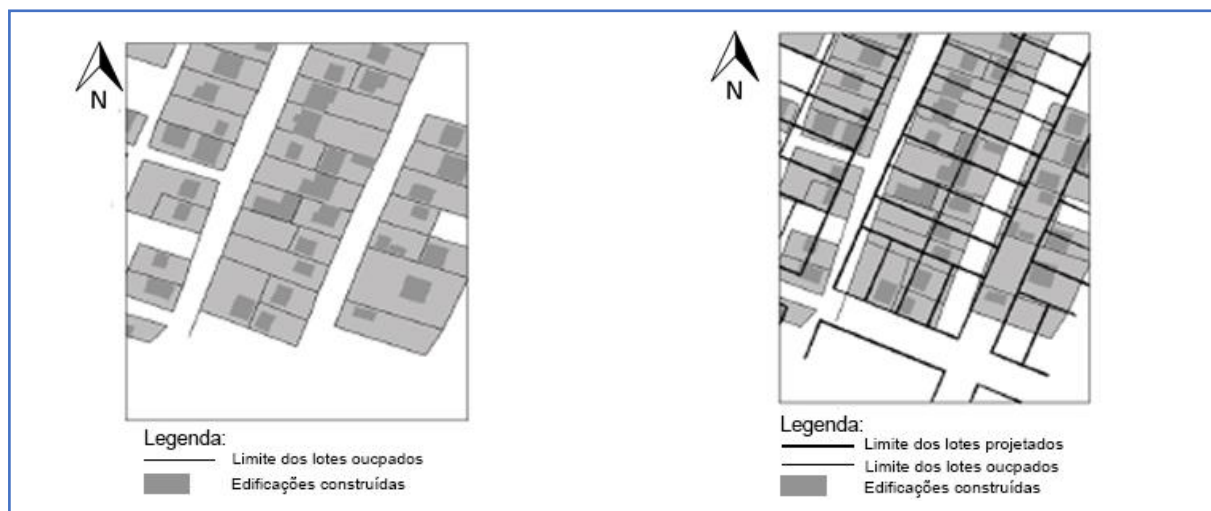 N
Legenda:
Limite dos lotes oucpados
Edificações construídas
N
Legenda:
Limite dos lotes projetados
Limite dos lotes oucpados
Edificações construídas